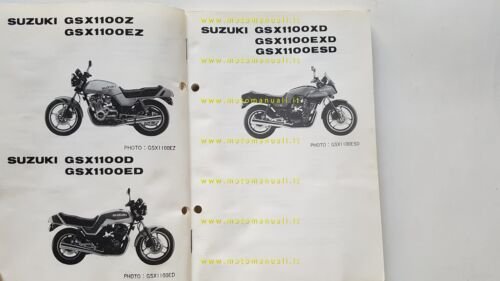 SUZUKI GSX1100Z
GSX1100EZ
PHOTO : GSX1100EZ
SUZUKI GSX1100D
GSX1100ED
PHOTO : GSX1100ED
SUZUKI GSX1100XD
GSX1100EXD
GSX1100ESD
PHOTO : GSX1100ESD
www.motomanuali.it
www.motomanuali.it
www.motomanuali.it
www.motomanuali.it
www.motomanuali.it
www.motomanuali.it
www.motomanuali.it